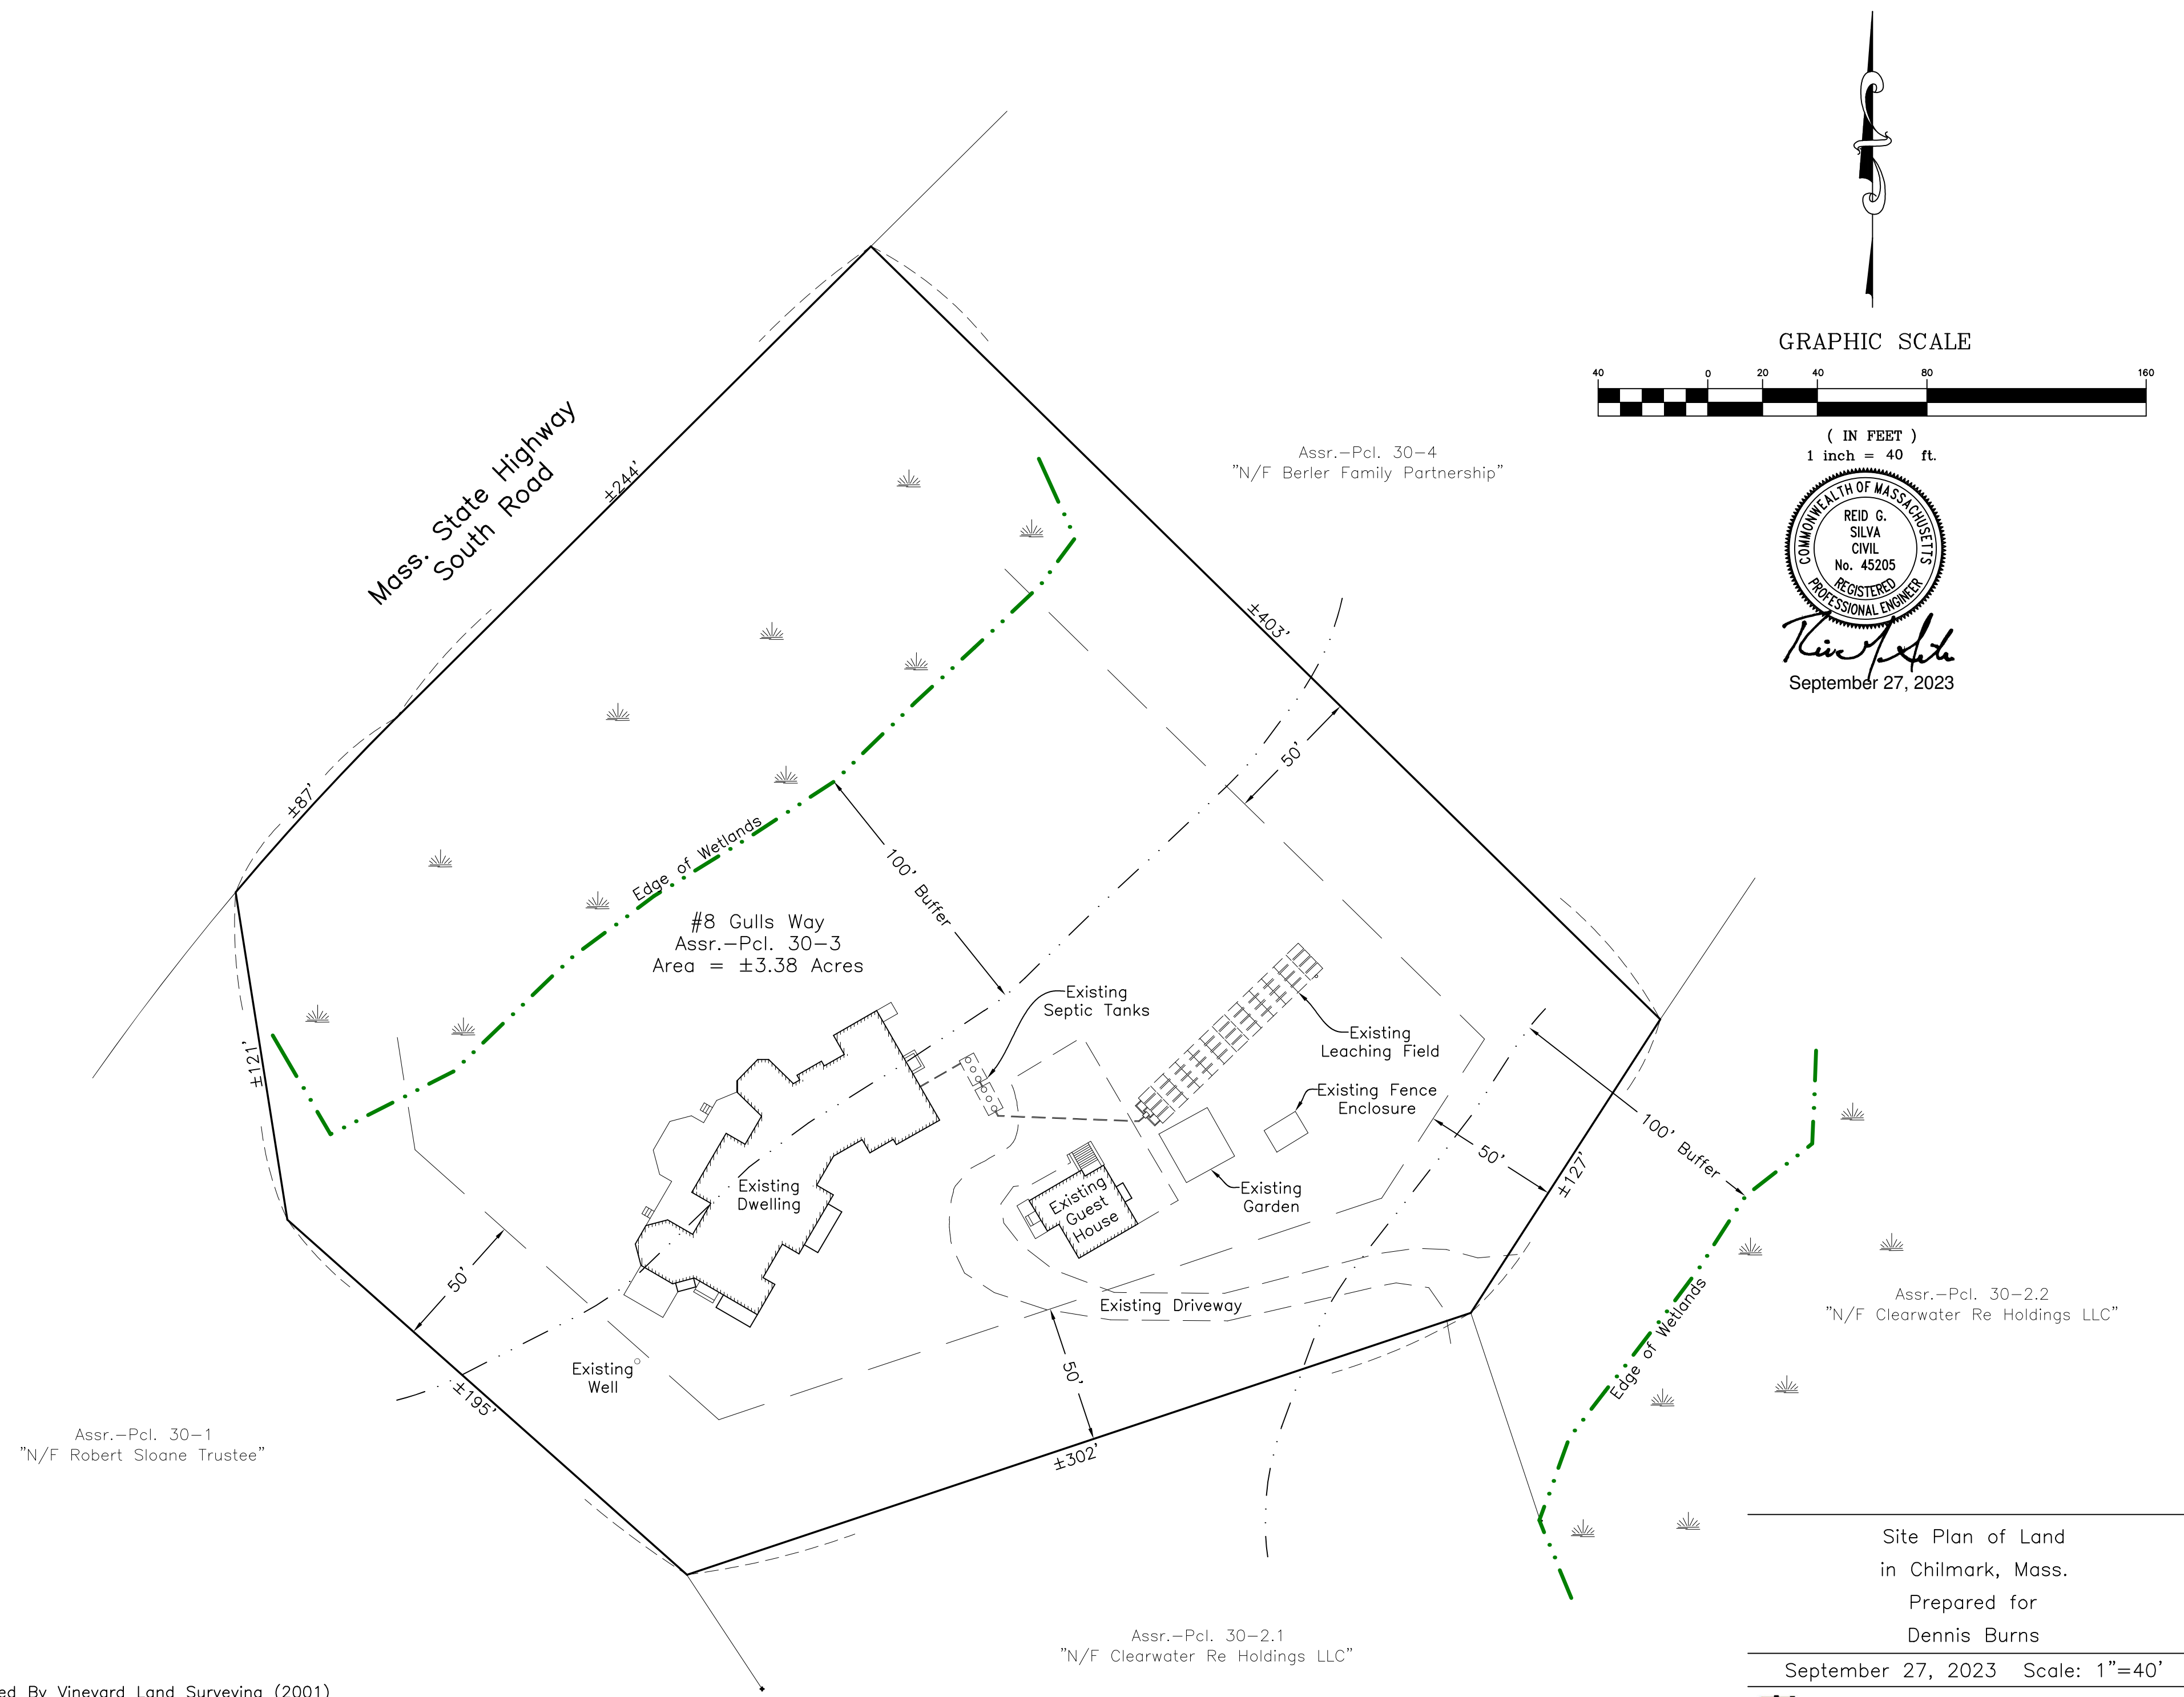 GRAPHIC SCALE
40 0 20 40 80 160
( IN FEET )
1 inch = 40 ft.
COMMONWEALTH OF MASSACHUSETTS
REID G.
SILVA
CIVIL
No. 45205
REGISTERED
PROFESSIONAL ENGINEER
September 27, 2023
Mass. State Highway
South Road
±244'
±87'
±121'
±195'
±302'
±127'
±403'
Assr.-Pcl. 30-4
"N/F Berler Family Partnership"
50'
Edge of Wetlands
100' Buffer
#8 Gulls Way
Assr.-Pcl. 30-3
Area = ±3.38 Acres
Existing
Septic Tanks
Existing
Leaching Field
Existing Fence
Enclosure
Existing
Garden
Existing
Guest
House
Existing
Dwelling
Existing Driveway
Existing
Well
50'
50'
50'
100' Buffer
Edge of Wetlands
Assr.-Pcl. 30-2.2
"N/F Clearwater Re Holdings LLC"
Assr.-Pcl. 30-1
"N/F Robert Sloane Trustee"
Assr.-Pcl. 30-2.1
"N/F Clearwater Re Holdings LLC"
Site Plan of Land
in Chilmark, Mass.
Prepared for
Dennis Burns
September 27, 2023 Scale: 1"=40'
By Vineyard Land Surveying (2001)